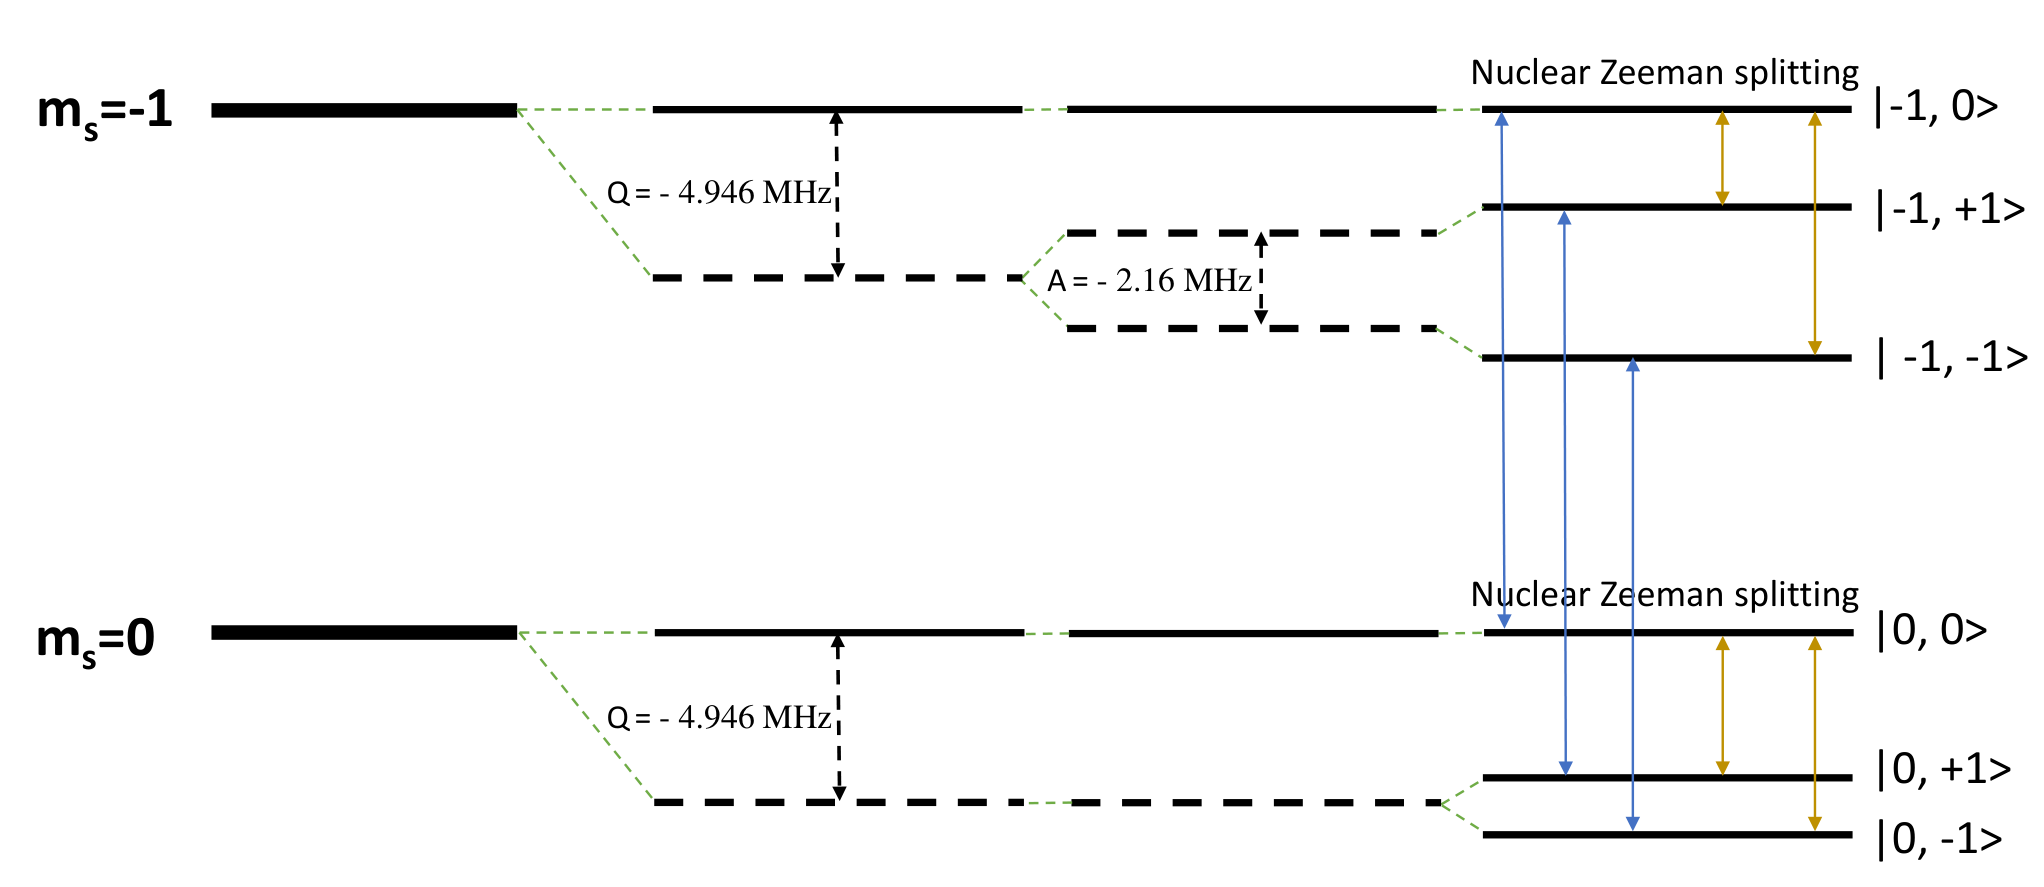 Nuclear Zeeman splitting
mₛ=-1
|-1, 0>
Q = - 4.946 MHz
|-1, +1>
A = - 2.16 MHz
| -1, -1>
Nuclear Zeeman splitting
mₛ=0
|0, 0>
Q = - 4.946 MHz
|0, +1>
|0, -1>